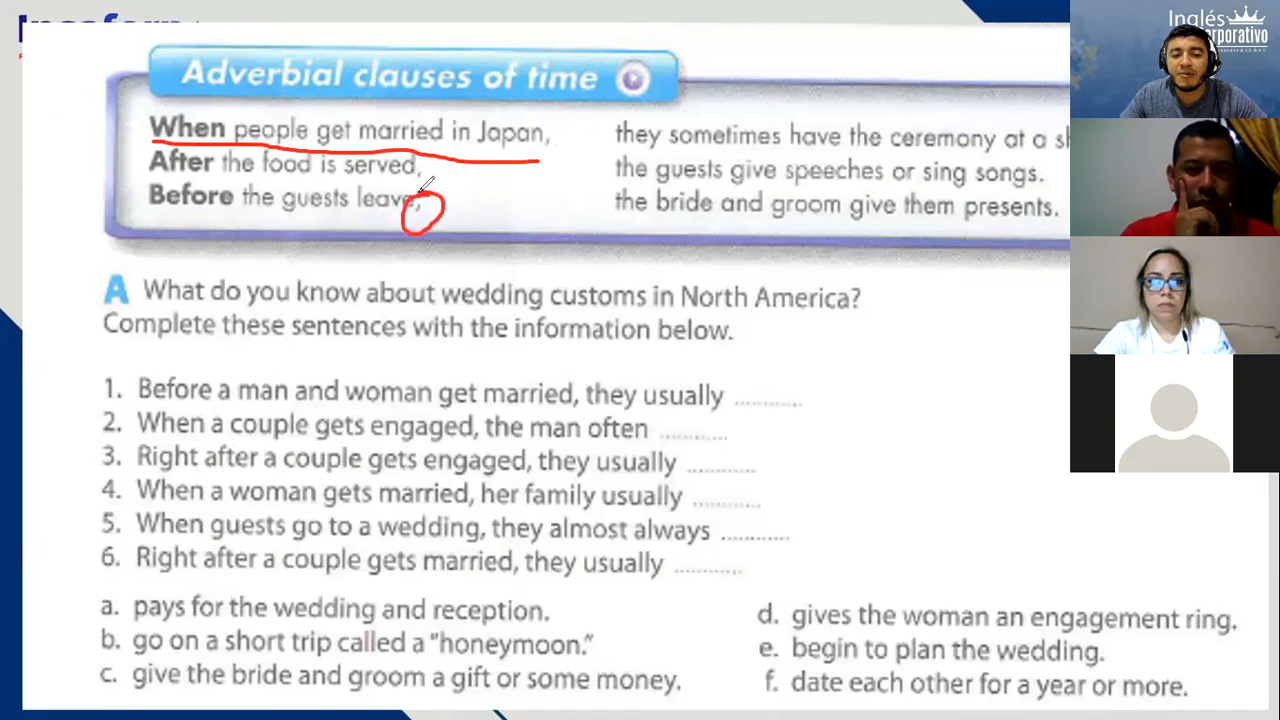 Inglés
orporativo
Adverbial clauses of time
When people get married in Japan, they sometimes have the ceremony at a
After the food is served, the guests give speeches or sing songs.
Before the guests leave, the bride and groom give them presents.
A What do you know about wedding customs in North America?
Complete these sentences with the information below.
1. Before a man and woman get married, they usually ..........
2. When a couple gets engaged, the man often ..........
3. Right after a couple gets engaged, they usually ..........
4. When a woman gets married, her family usually ..........
5. When guests go to a wedding, they almost always ..........
6. Right after a couple gets married, they usually ..........
a. pays for the wedding and reception.
b. go on a short trip called a "honeymoon."
c. give the bride and groom a gift or some money.
d. gives the woman an engagement ring.
e. begin to plan the wedding.
f. date each other for a year or more.